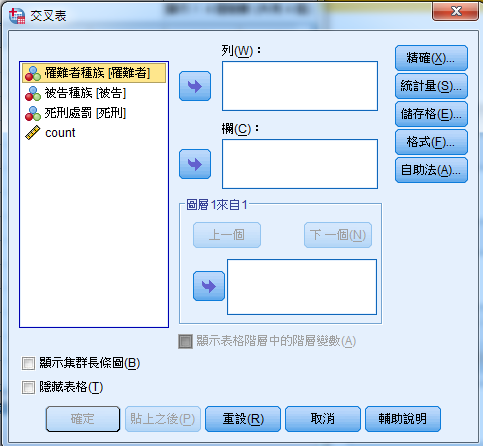 交叉表
列(W)：
罹難者種族 [罹難者]
被告種族 [被告]
死刑處罰 [死刑]
count
欄(C)：
精確(X)...
統計量(S)...
儲存格(E)...
格式(F)...
自助法(A)...
圖層1來自1
上一個
下一個(N)
顯示表格階層中的階層變數(A)
顯示集群長條圖(B)
隱藏表格(T)
確定
貼上之後(P)
重設(R)
取消
輔助說明